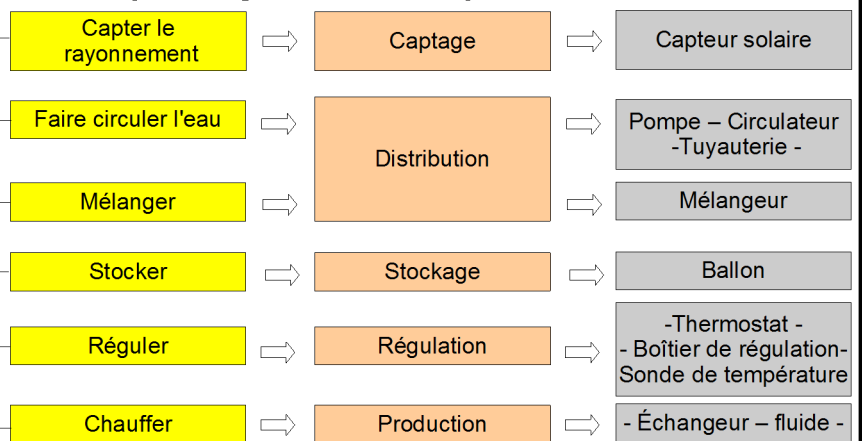 Capter le
rayonnement
Captage
Capteur solaire
Faire circuler l'eau
Distribution
Pompe – Circulateur
-Tuyauterie -
Mélanger
Mélangeur
Stocker
Stockage
Ballon
Réguler
Régulation
-Thermostat -
- Boîtier de régulation-
Sonde de température
Chauffer
Production
- Échangeur – fluide -